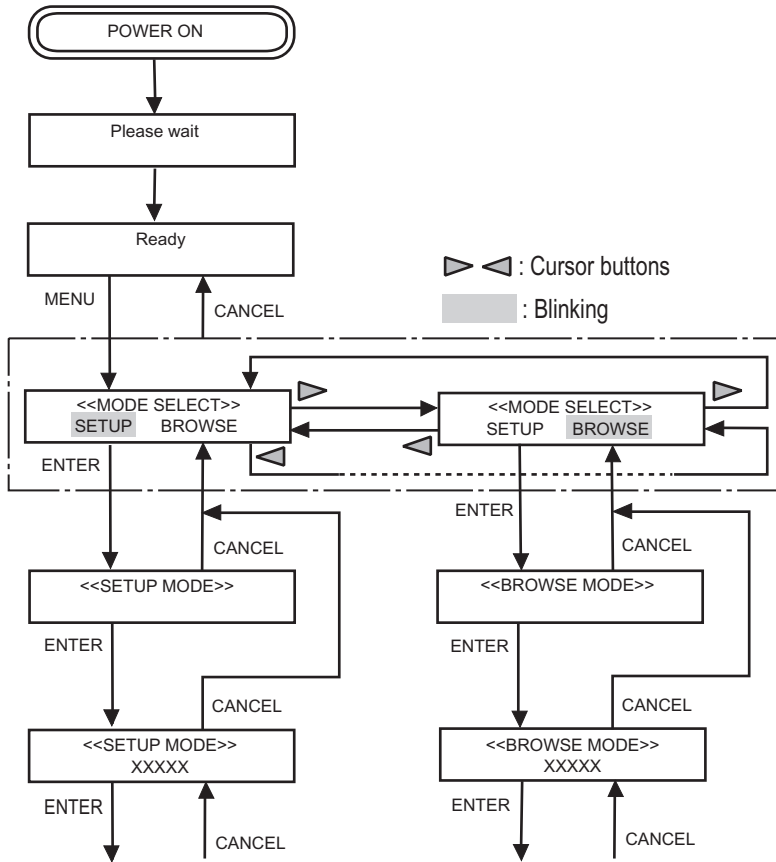 POWER ON
Please wait
Ready
: Cursor buttons
MENU
CANCEL
: Blinking
<<MODE SELECT>>
SETUP BROWSE
<<MODE SELECT>>
SETUP BROWSE
ENTER
ENTER
CANCEL
CANCEL
<<SETUP MODE>>
<<BROWSE MODE>>
ENTER
ENTER
CANCEL
CANCEL
<<SETUP MODE>>
XXXXX
<<BROWSE MODE>>
XXXXX
ENTER
ENTER
CANCEL
CANCEL